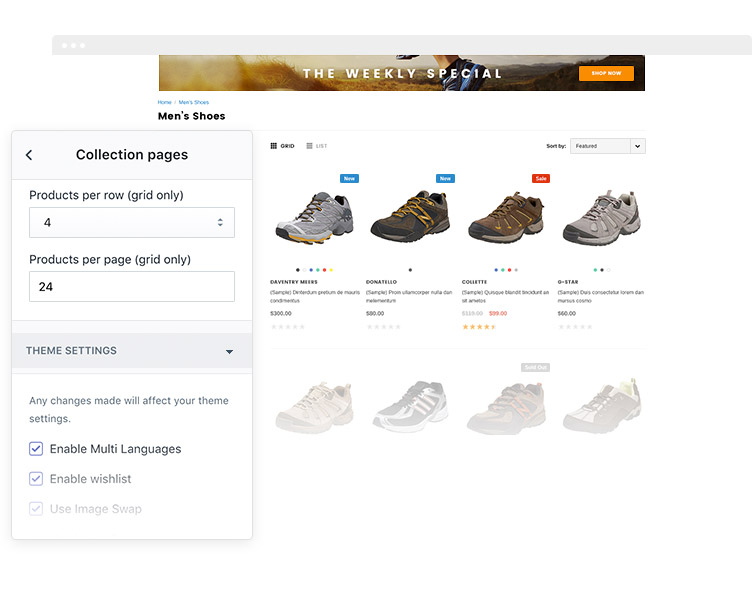 THE WEEKLY SPECIAL
SHOP NOW
Home / Men's Shoes
Men's Shoes
Collection pages
Products per row (grid only)
4
Products per page (grid only)
24
THEME SETTINGS
Any changes made will affect your theme
settings.
Enable Multi Languages
Enable wishlist
Use Image Swap
GRID
LIST
Sort by:
Featured
New
New
Sale
DAVENTRY MEERS
(Sample) Dinterdum pretium de mauris
condimentus
$300.00
DONATELLO
(Sample) Proin ullamcorper nulla dan
melementum
$80.00
COLLETTE
(Sample) Quisque blandit tincidunt an
sit ametos
$119.00 $99.00
G-STAR
(Sample) Duis consectetur lorem dan
marsus cosmo
$60.00
Sold Out